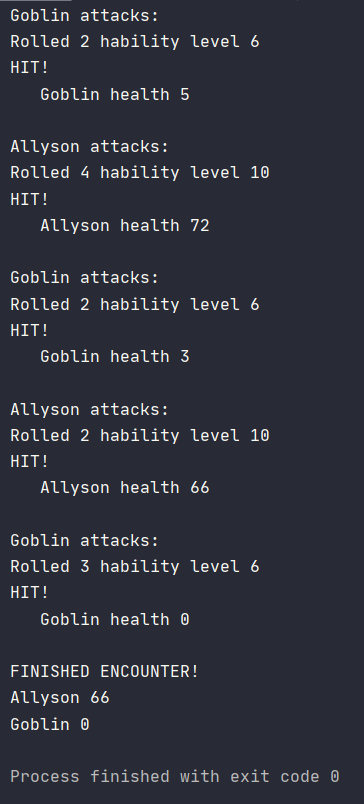 Goblin attacks:
Rolled 2 hability level 6
HIT!
Goblin health 5
Allyson attacks:
Rolled 4 hability level 10
HIT!
Allyson health 72
Goblin attacks:
Rolled 2 hability level 6
HIT!
Goblin health 3
Allyson attacks:
Rolled 2 hability level 10
HIT!
Allyson health 66
Goblin attacks:
Rolled 3 hability level 6
HIT!
Goblin health 0
FINISHED ENCOUNTER!
Allyson 66
Goblin 0
Process finished with exit code 0